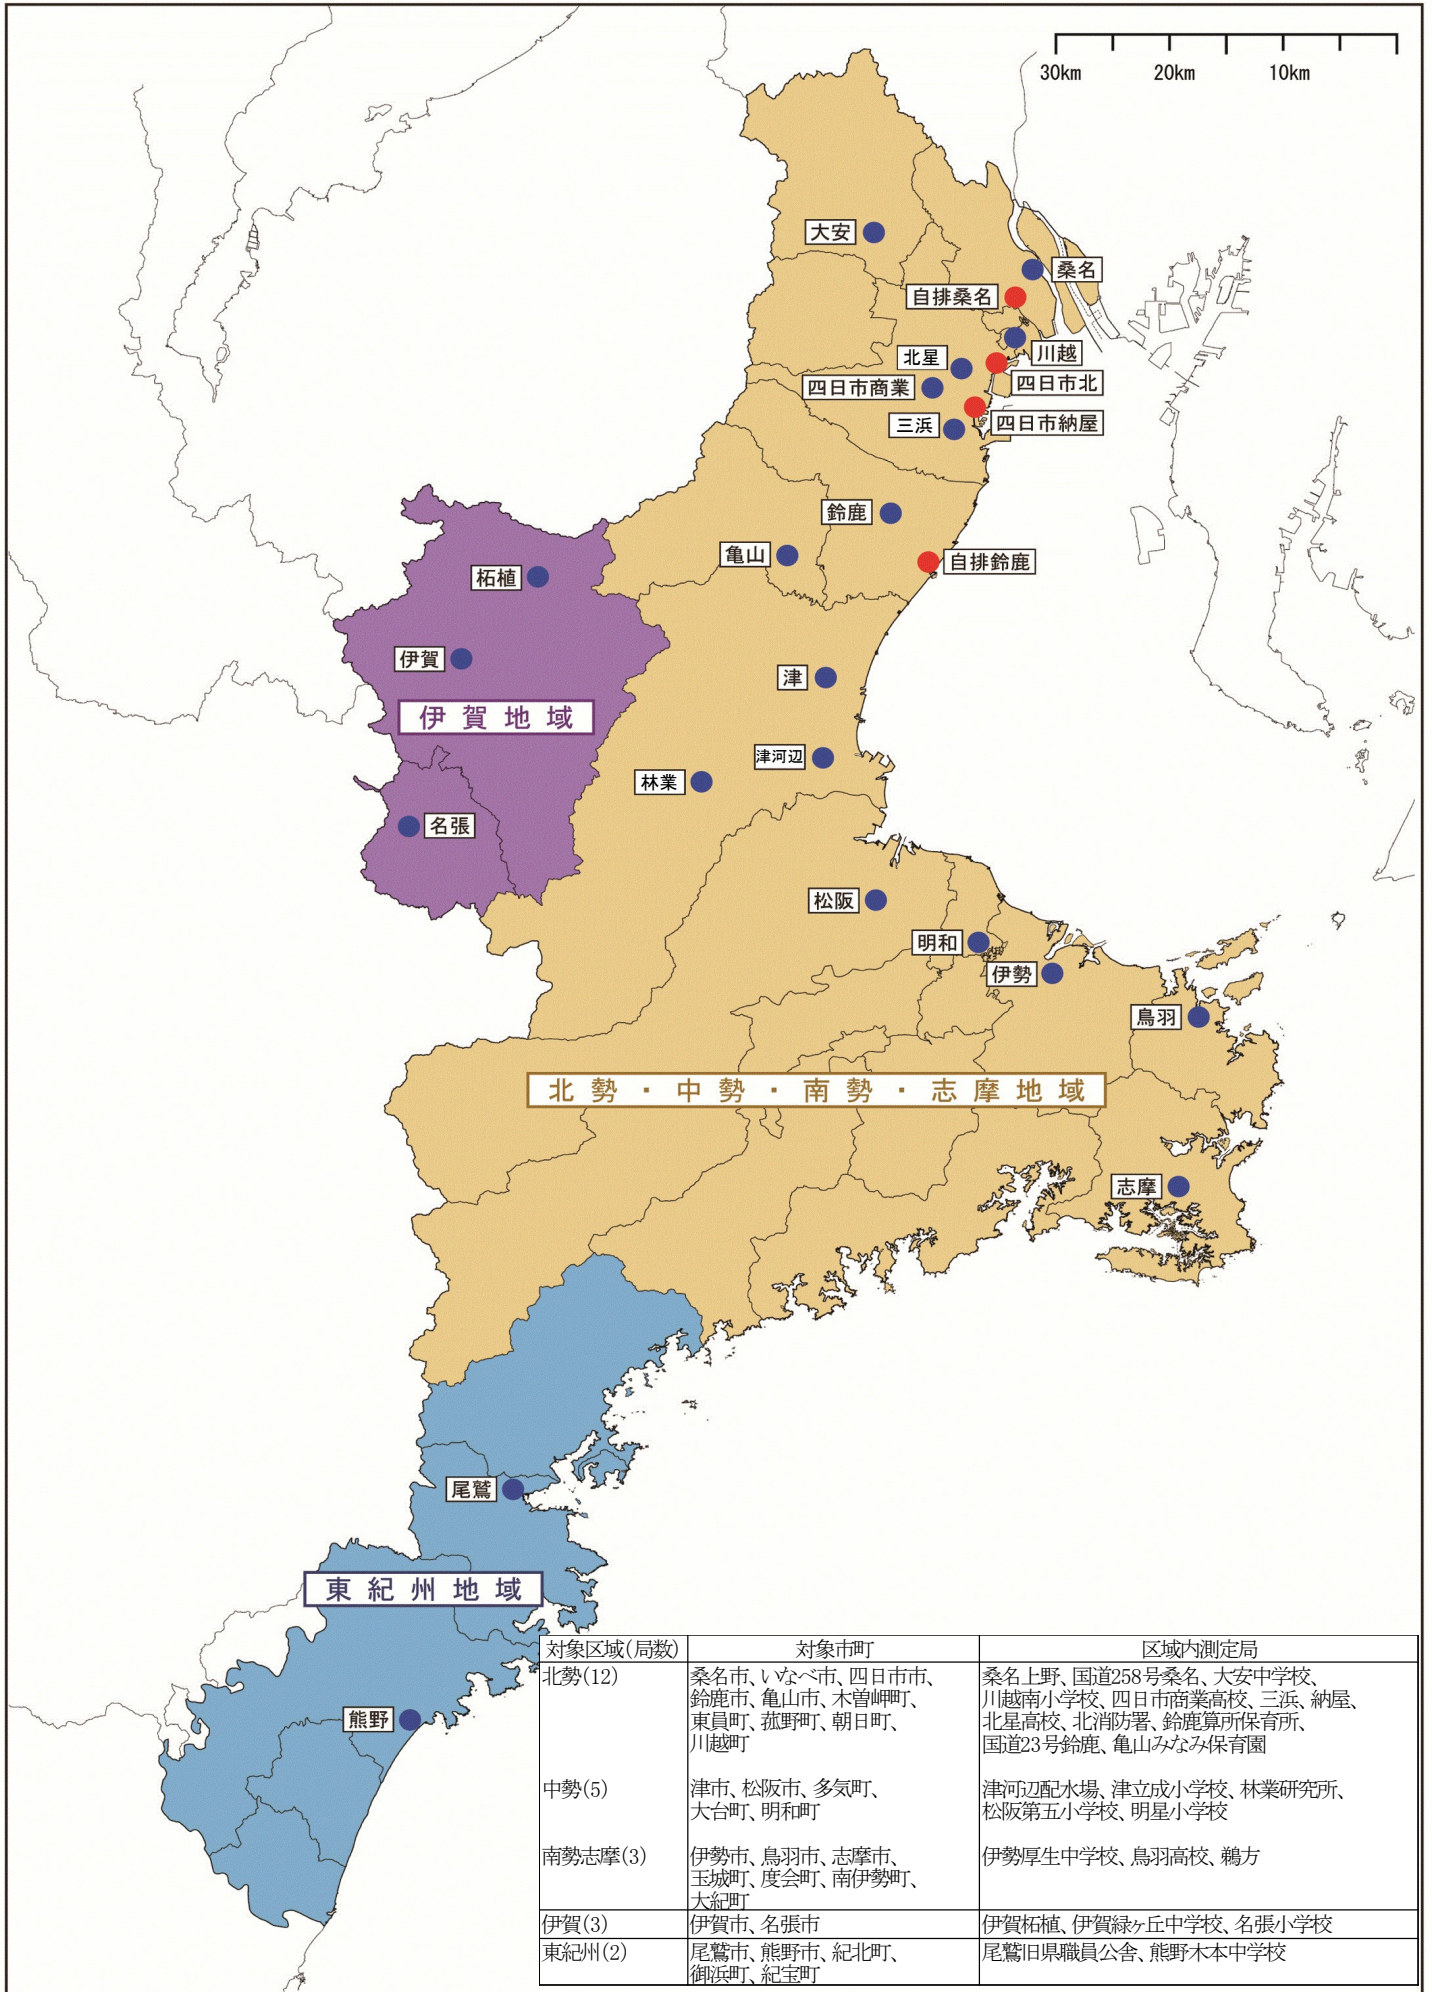 30km 20km 10km
大安
桑名
自排桑名
川越
北星
四日市北
四日市商業
四日市納屋
三浜
鈴鹿
亀山
自排鈴鹿
柘植
伊賀
津
伊賀地域
津河辺
林業
名張
松阪
明和
伊勢
鳥羽
北勢・中勢・南勢・志摩地域
志摩
尾鷲
東紀州地域
熊野
対象区域(局数) 対象市町 区域内測定局
北勢(12) 桑名市、いなべ市、四日市市、 桑名上野、国道258号桑名、大安中学校、
鈴鹿市、亀山市、木曽岬町、 川越南小学校、四日市商業高校、三浜、納屋、
東員町、菰野町、朝日町、 北星高校、北消防署、鈴鹿算所保育所、
川越町 国道23号鈴鹿、亀山みなみ保育園
中勢(5) 津市、松阪市、多気町、 津河辺配水場、津立成小学校、林業研究所、
大台町、明和町 松阪第五小学校、明星小学校
南勢志摩(3) 伊勢市、鳥羽市、志摩市、 伊勢厚生中学校、鳥羽高校、鵜方
玉城町、度会町、南伊勢町、
大紀町
伊賀(3) 伊賀市、名張市 伊賀柘植、伊賀緑ヶ丘中学校、名張小学校
東紀州(2) 尾鷲市、熊野市、紀北町、 尾鷲旧県職員公舎、熊野木本中学校
御浜町、紀宝町